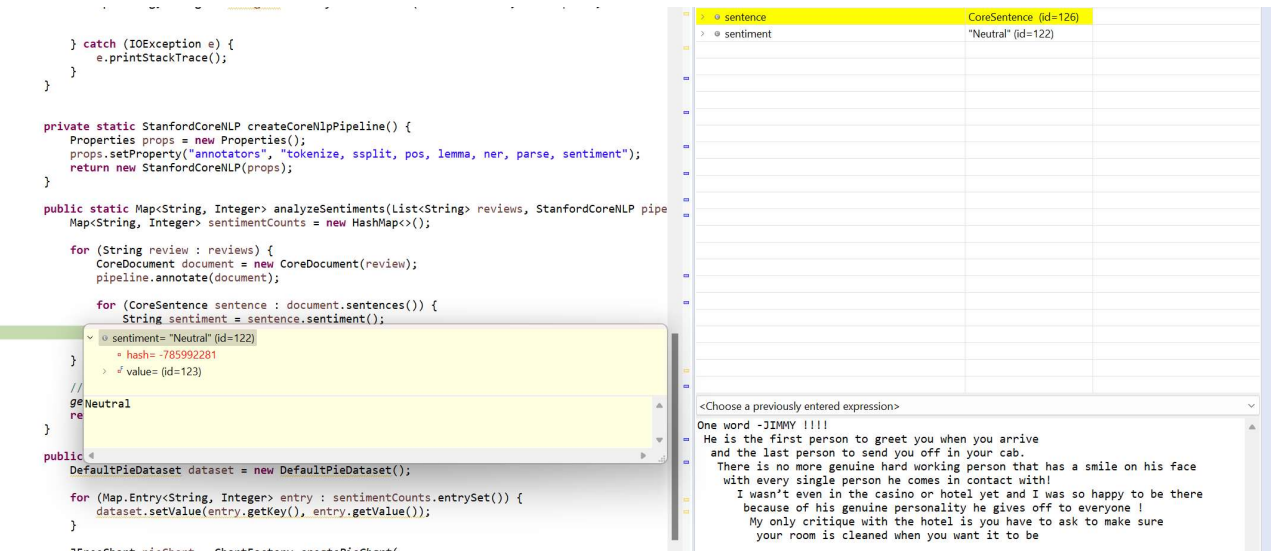 } catch (IOException e) {
e.printStackTrace();
}
}
private static StanfordCoreNLP createCoreNlpPipeline() {
Properties props = new Properties();
props.setProperty("annotators", "tokenize, ssplit, pos, lemma, ner, parse, sentiment");
return new StanfordCoreNLP(props);
}
public static Map<String, Integer> analyzeSentiments(List<String> reviews, StanfordCoreNLP pipe
Map<String, Integer> sentimentCounts = new HashMap<>();
for (String review : reviews) {
CoreDocument document = new CoreDocument(review);
pipeline.annotate(document);
for (CoreSentence sentence : document.sentences()) {
String sentiment = sentence.sentiment();
sentiment= "Neutral" (id=122)
hash= -785992281
}
value= (id=123)
//
ge
Neutral
re
}
public
DefaultPieDataset dataset = new DefaultPieDataset();
for (Map.Entry<String, Integer> entry : sentimentCounts.entrySet()) {
dataset.setValue(entry.getKey(), entry.getValue());
}
sentence CoreSentence (id=126)
sentiment "Neutral" (id=122)
<Choose a previously entered expression>
One word -JIMMY !!!!
He is the first person to greet you when you arrive
and the last person to send you off in your cab.
There is no more genuine hard working person that has a smile on his face
with every single person he comes in contact with!
I wasn't even in the casino or hotel yet and I was so happy to be there
because of his genuine personality he gives off to everyone !
My only critique with the hotel is you have to ask to make sure
your room is cleaned when you want it to be